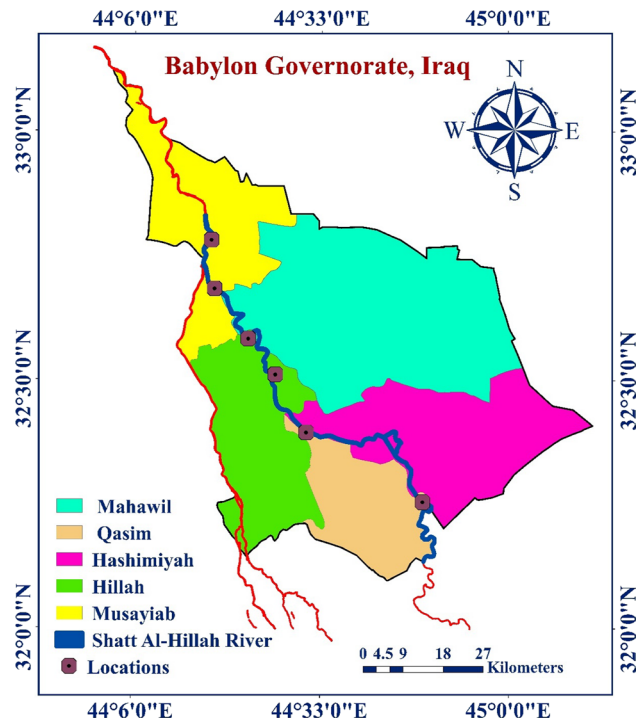 44°6'0"E 44°33'0"E 45°0'0"E
Babylon Governorate, Iraq
N
W E
S
33°0'0"N 33°0'0"N
32°30'0"N 32°30'0"N
32°0'0"N 32°0'0"N
Mahawil
Qasim
Hashimiyah
Hillah
Musayiab
Shatt Al-Hillah River
Locations
0 4.5 9 18 27
Kilometers
44°6'0"E 44°33'0"E 45°0'0"E